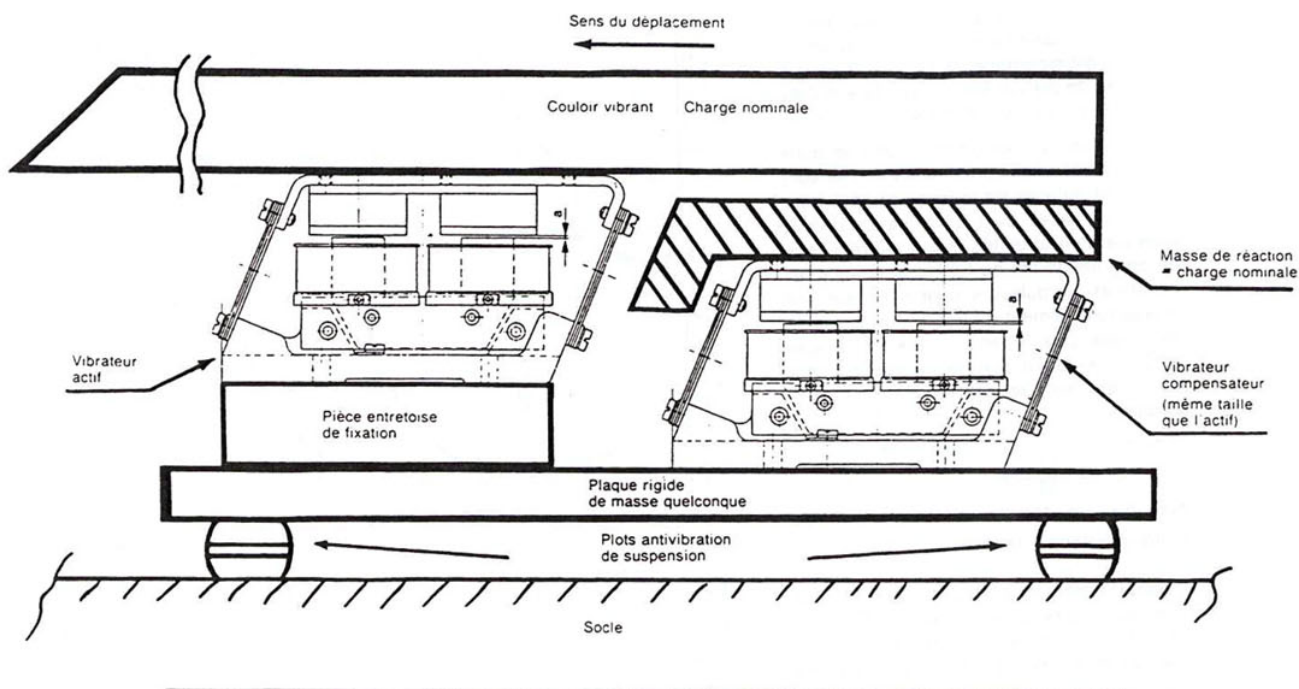 Sens du déplacement
Couloir vibrant Charge nominale
a
Masse de réaction
= charge nominale
a
Vibrateur
actif
Vibrateur
compensateur
(même taille
que l'actif)
Pièce entretoise
de fixation
Plaque rigide
de masse quelconque
Plots antivibration
de suspension
Socle